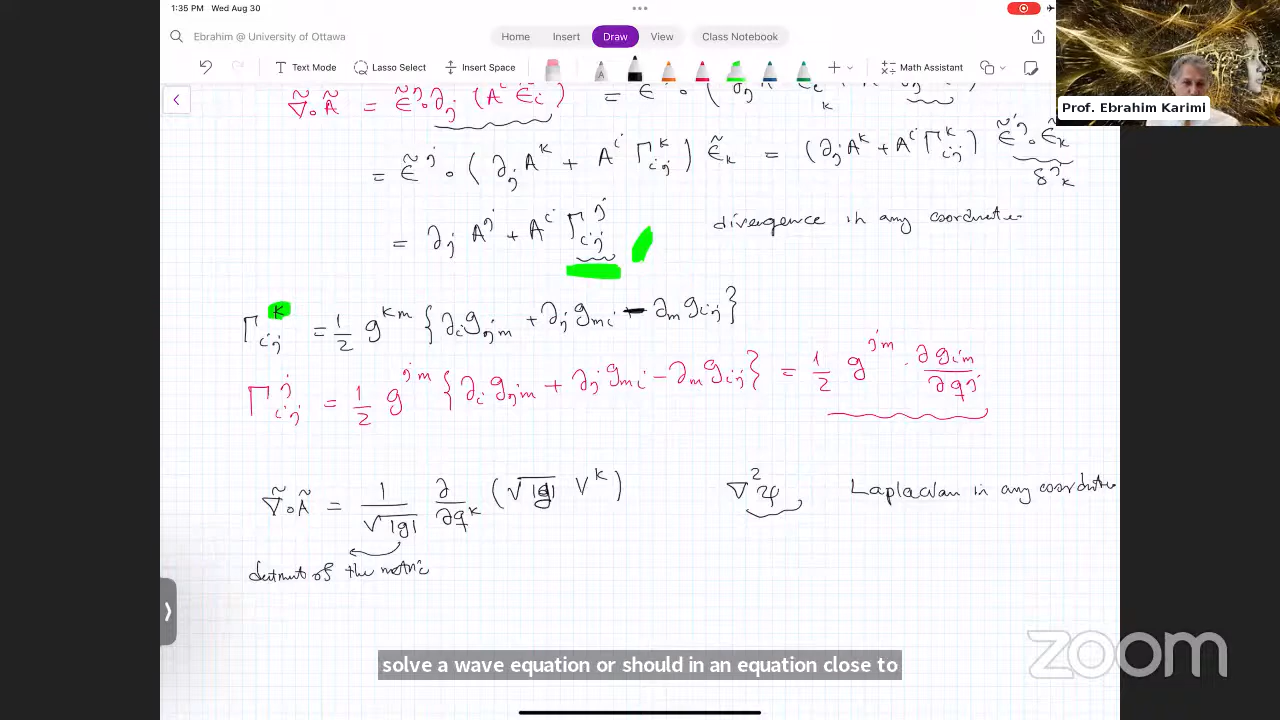 1:35 PM Wed Aug 30
Ebrahim @ University of Ottawa
Home Insert Draw View Class Notebook
Text Mode Lasso Select Insert Space Math Assistant
Prof. Ebrahim Karimi
∇̃∘Ã = ε̃ʲ∘∂ⱼ(Aⁱ ε̃ᵢ) = ε̃ʲ∘(
= ε̃ʲ∘(∂ⱼAᵏ + Aⁱ Γᵏᵢⱼ) ε̃ₖ = (∂ⱼAᵏ + Aⁱ Γᵏᵢⱼ) ε̃ʲ∘ε̃ₖ
δʲₖ
= ∂ⱼ Aʲ + Aⁱ Γʲᵢⱼ divergence in any coordinate
Γᵏᵢⱼ = 1/2 gᵏᵐ {∂ᵢgⱼₘ + ∂ⱼgₘᵢ − ∂ₘgᵢⱼ}
Γʲᵢⱼ = 1/2 gʲᵐ {∂ᵢgⱼₘ + ∂ⱼgₘᵢ − ∂ₘgᵢⱼ} = 1/2 gʲᵐ · ∂gᵢₘ/∂qʲ
∇̃∘Ã = 1/√|g| ∂/∂qᵏ (√|g| Vᵏ) ∇²ψ Laplacian in any coordinate
of the metric
solve a wave equation or should in an equation close to
zoom